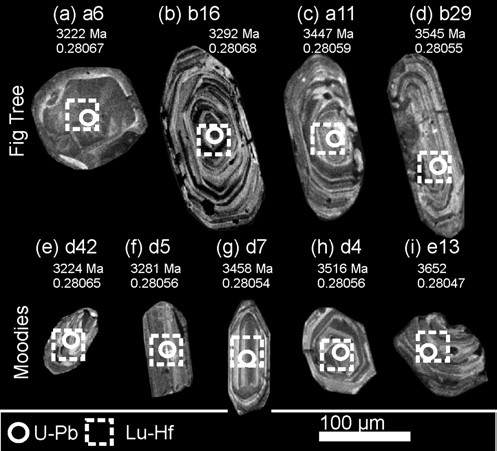 (a) a6
3222 Ma
0.28067
(b) b16
3292 Ma
0.28068
(c) a11
3447 Ma
0.28059
(d) b29
3545 Ma
0.28055
Fig Tree
(e) d42
3224 Ma
0.28065
(f) d5
3281 Ma
0.28056
(g) d7
3458 Ma
0.28054
(h) d4
3516 Ma
0.28056
(i) e13
3652
0.28047
Moodies
U-Pb
Lu-Hf
100 µm